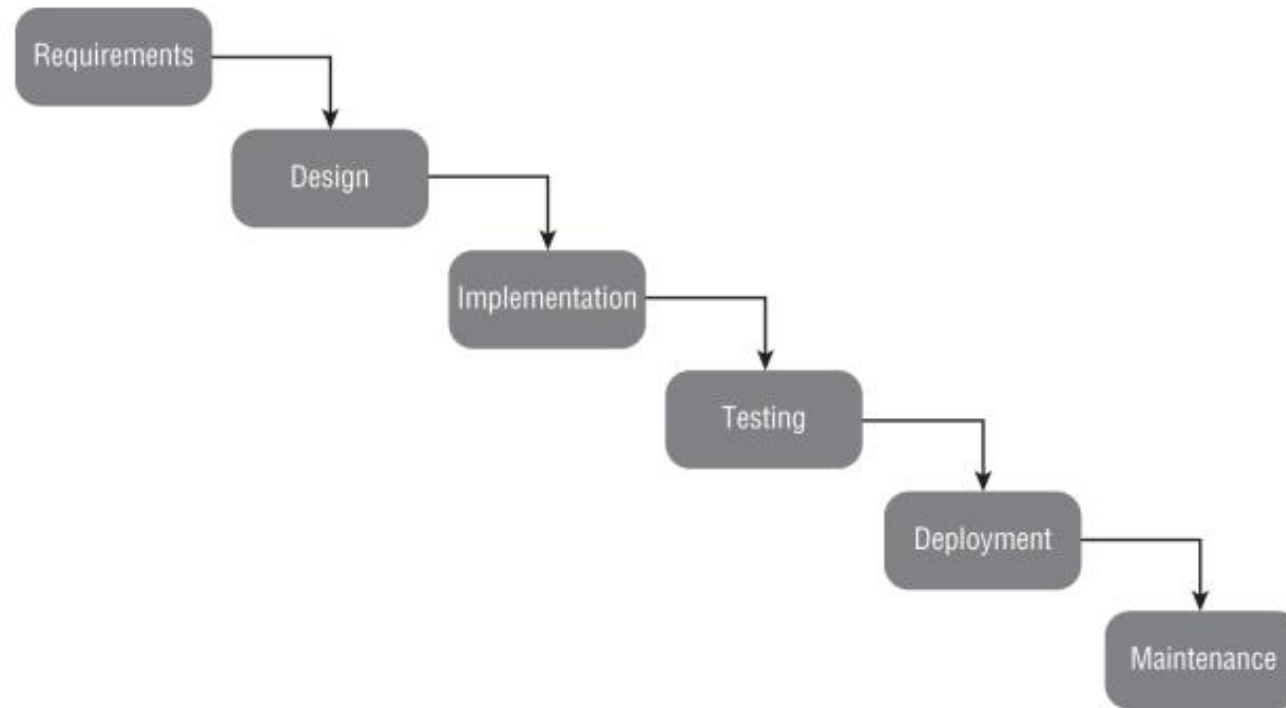 Requirements
Design
Implementation
Testing
Deployment
Maintenance